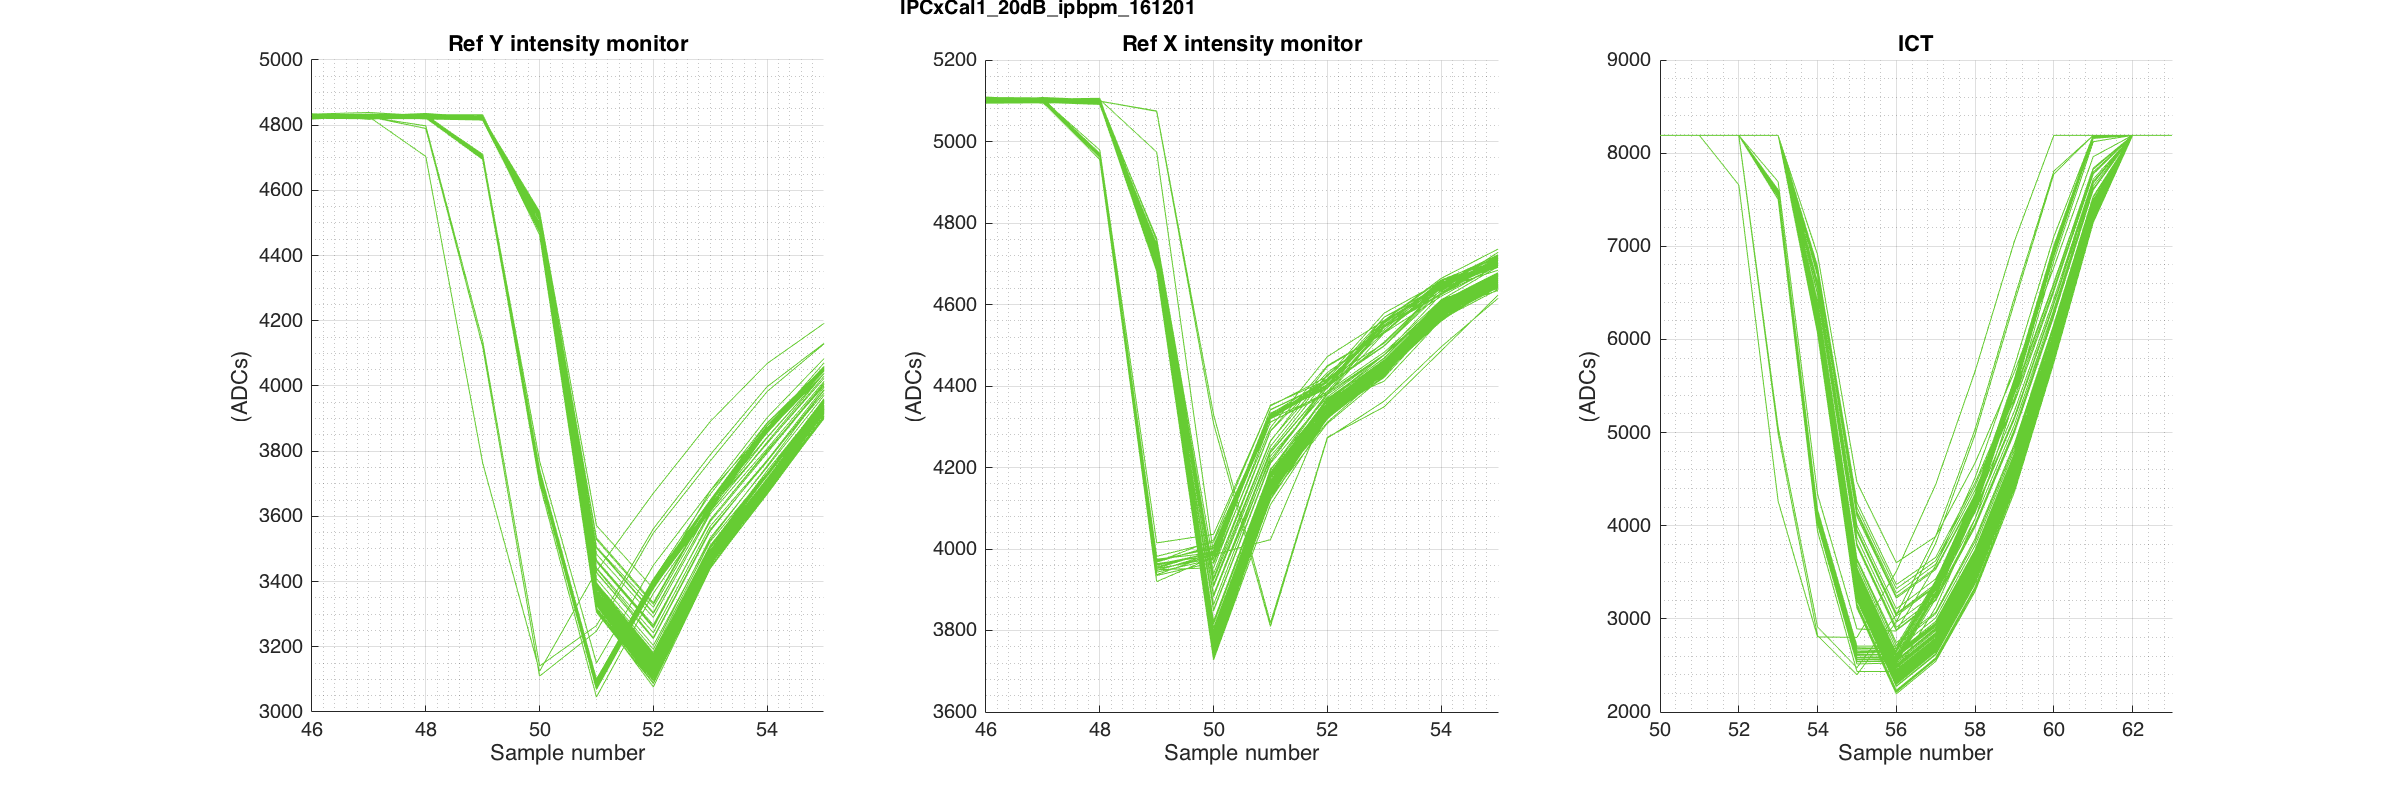 IPCxCal1_20dB_ipbpm_161201
Ref Y intensity monitor
5000
4800
4600
4400
4200
4000
3800
3600
3400
3200
3000
(ADCs)
46 48 50 52 54
Sample number
Ref X intensity monitor
5200
5000
4800
4600
4400
4200
4000
3800
3600
(ADCs)
46 48 50 52 54
Sample number
ICT
9000
8000
7000
6000
5000
4000
3000
2000
(ADCs)
50 52 54 56 58 60 62
Sample number